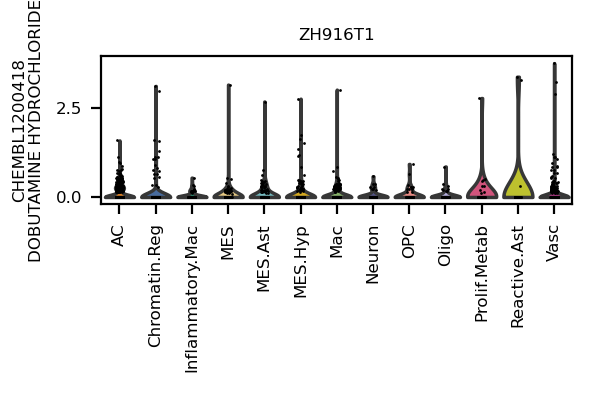 ZH916T1
CHEMBL1200418
DOBUTAMINE HYDROCHLORIDE
2.5
0.0
AC
Chromatin.Reg
Inflammatory.Mac
MES
MES.Ast
MES.Hyp
Mac
Neuron
OPC
Oligo
Prolif.Metab
Reactive.Ast
Vasc